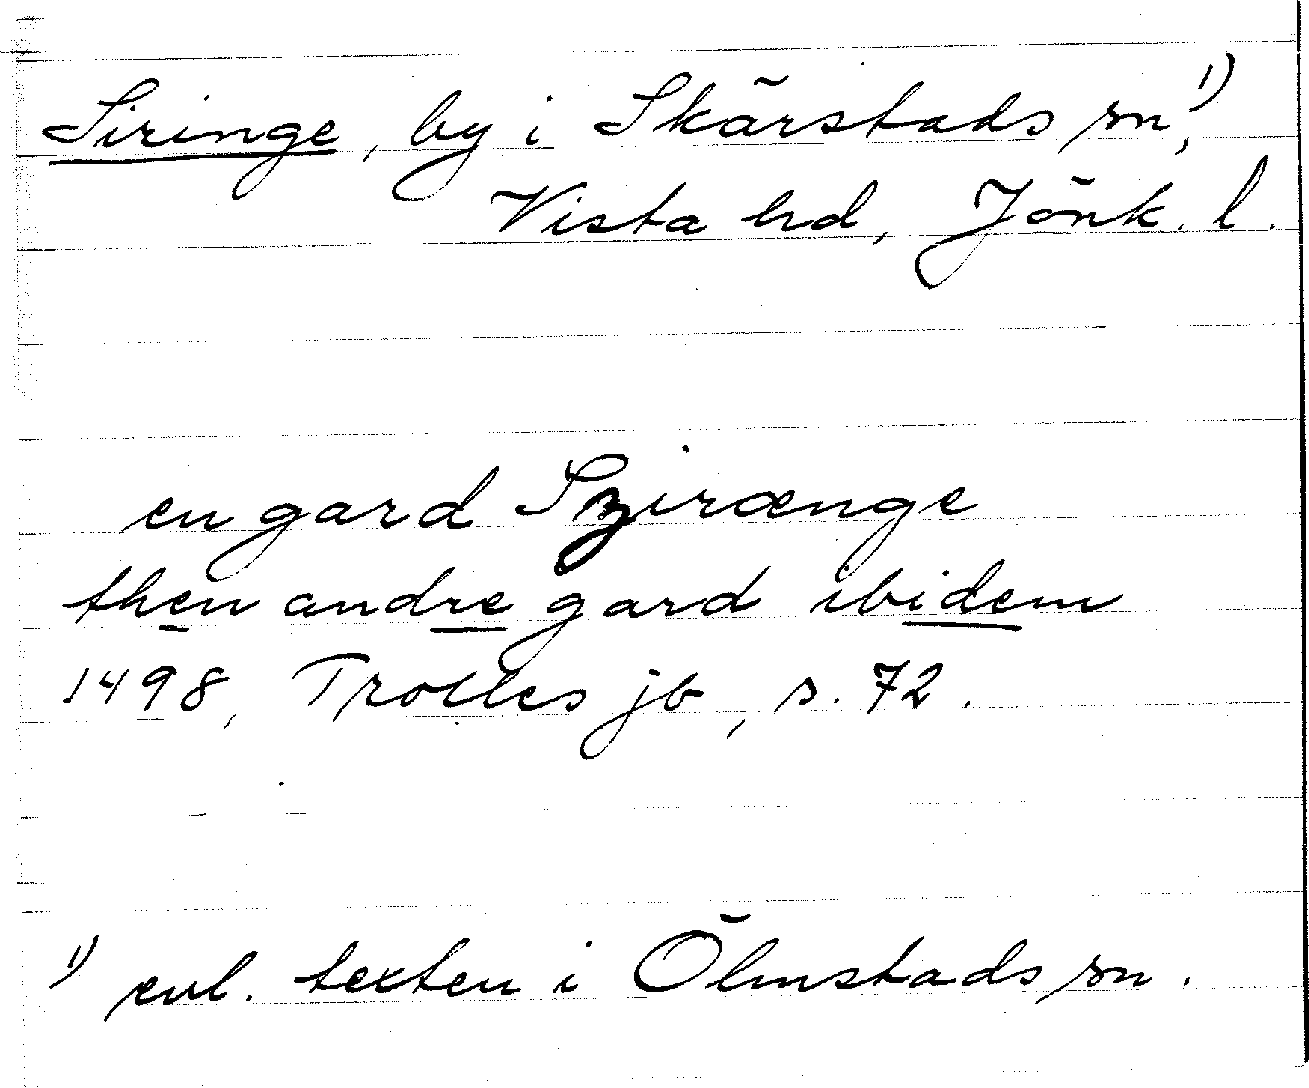 Siringe, by i Skärstads sn¹⁾,
Vista hd, Jönk. l.
en gard Szirænge
then andre gard ibidem
1498, Trolles jb, s. 72.
¹⁾ enl. texten i Ölmstads sn.